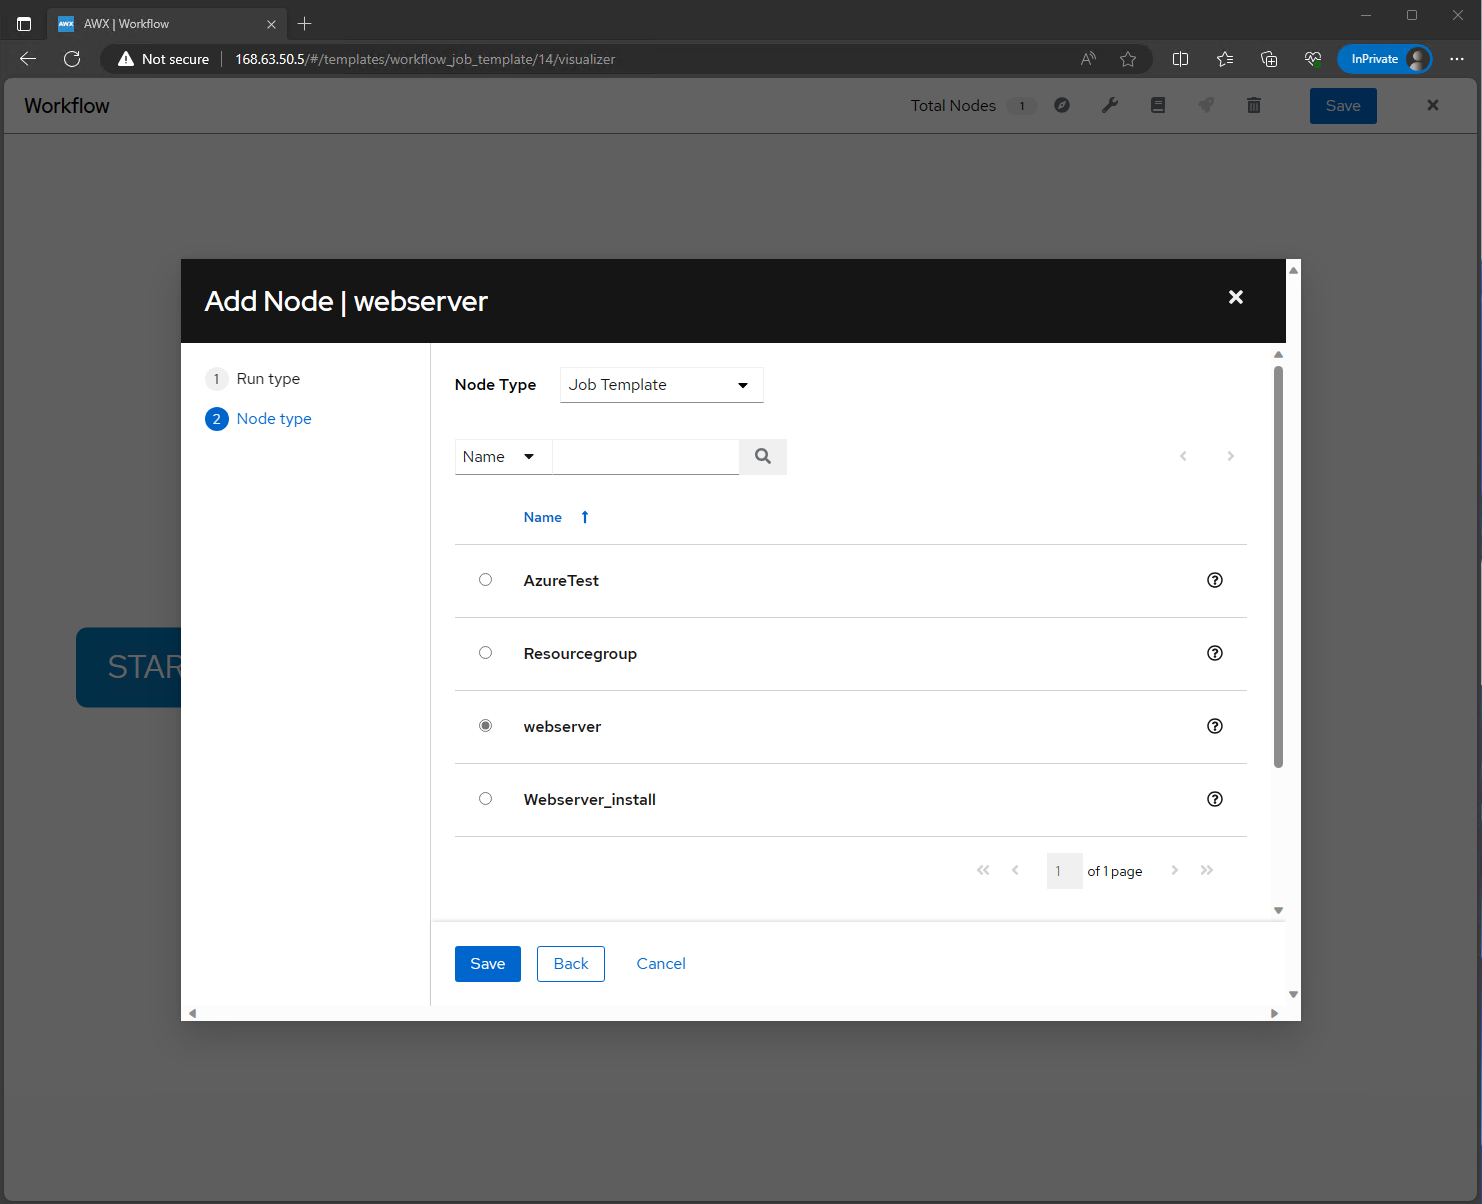 AWX | Workflow
Not secure
168.63.50.5/#/templates/workflow_job_template/14/visualizer
InPrivate
Workflow
Total Nodes 1
Save
STAR
Add Node | webserver
1 Run type
2 Node type
Node Type
Job Template
Name
Name
AzureTest
Resourcegroup
webserver
Webserver_install
1 of 1 page
Save
Back
Cancel